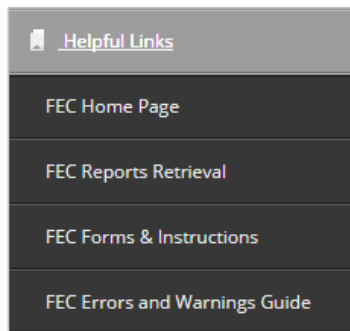 Helpful Links
FEC Home Page
FEC Reports Retrieval
FEC Forms & Instructions
FEC Errors and Warnings Guide